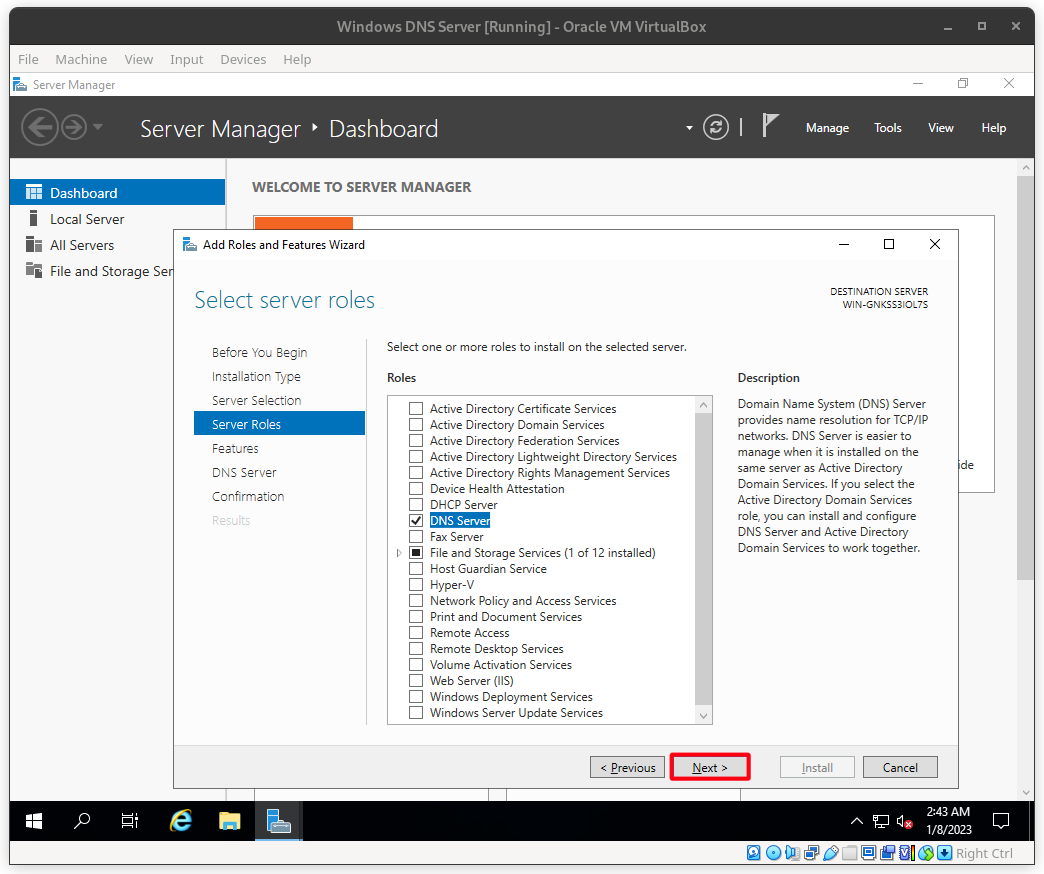 Windows DNS Server [Running] - Oracle VM VirtualBox
File Machine View Input Devices Help
Server Manager
Server Manager Dashboard
Manage Tools View Help
Dashboard
Local Server
All Servers
File and Storage Ser
WELCOME TO SERVER MANAGER
Add Roles and Features Wizard
Select server roles
DESTINATION SERVER
WIN-GNKSS3IOL7S
Before You Begin
Installation Type
Server Selection
Server Roles
Features
DNS Server
Confirmation
Results
Select one or more roles to install on the selected server.
Roles
Active Directory Certificate Services
Active Directory Domain Services
Active Directory Federation Services
Active Directory Lightweight Directory Services
Active Directory Rights Management Services
Device Health Attestation
DHCP Server
DNS Server
Fax Server
File and Storage Services (1 of 12 installed)
Host Guardian Service
Hyper-V
Network Policy and Access Services
Print and Document Services
Remote Access
Remote Desktop Services
Volume Activation Services
Web Server (IIS)
Windows Deployment Services
Windows Server Update Services
Description
Domain Name System (DNS) Server
provides name resolution for TCP/IP
networks. DNS Server is easier to
manage when it is installed on the
same server as Active Directory
Domain Services. If you select the
Active Directory Domain Services
role, you can install and configure
DNS Server and Active Directory
Domain Services to work together.
ide
< Previous
Next >
Install
Cancel
2:43 AM
1/8/2023
Right Ctrl